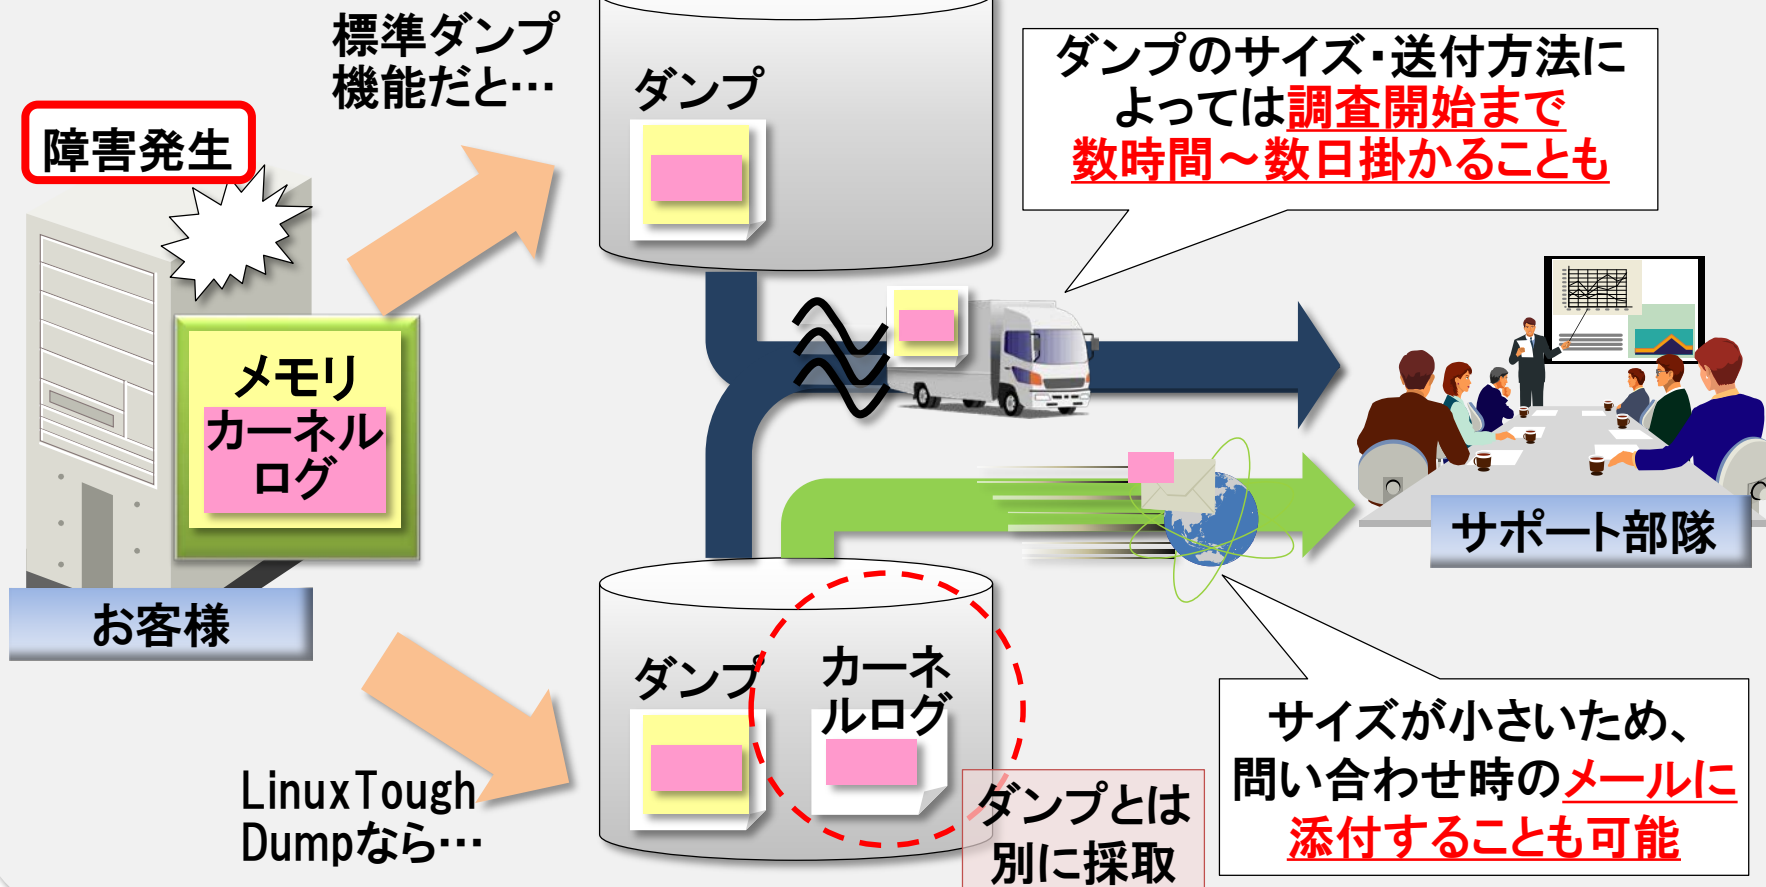 標準ダンプ
機能だと…
障害発生
ダンプ
ダンプのサイズ・送付方法に
よっては調査開始まで
数時間～数日掛かることも
メモリ
カーネル
ログ
お客様
サポート部隊
ダンプ
カーネ
ルログ
LinuxTough
Dumpなら…
ダンプとは
別に採取
サイズが小さいため、
問い合わせ時のメールに
添付することも可能